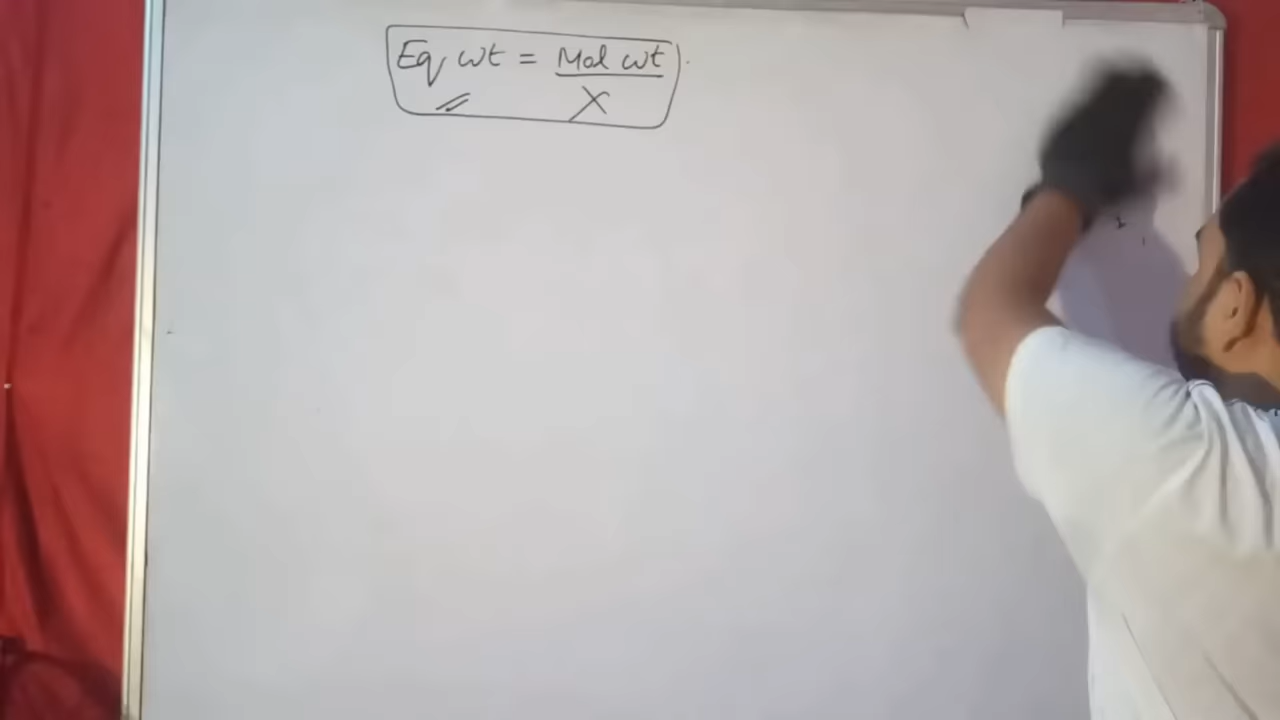 Eq wt = Mol wt
X